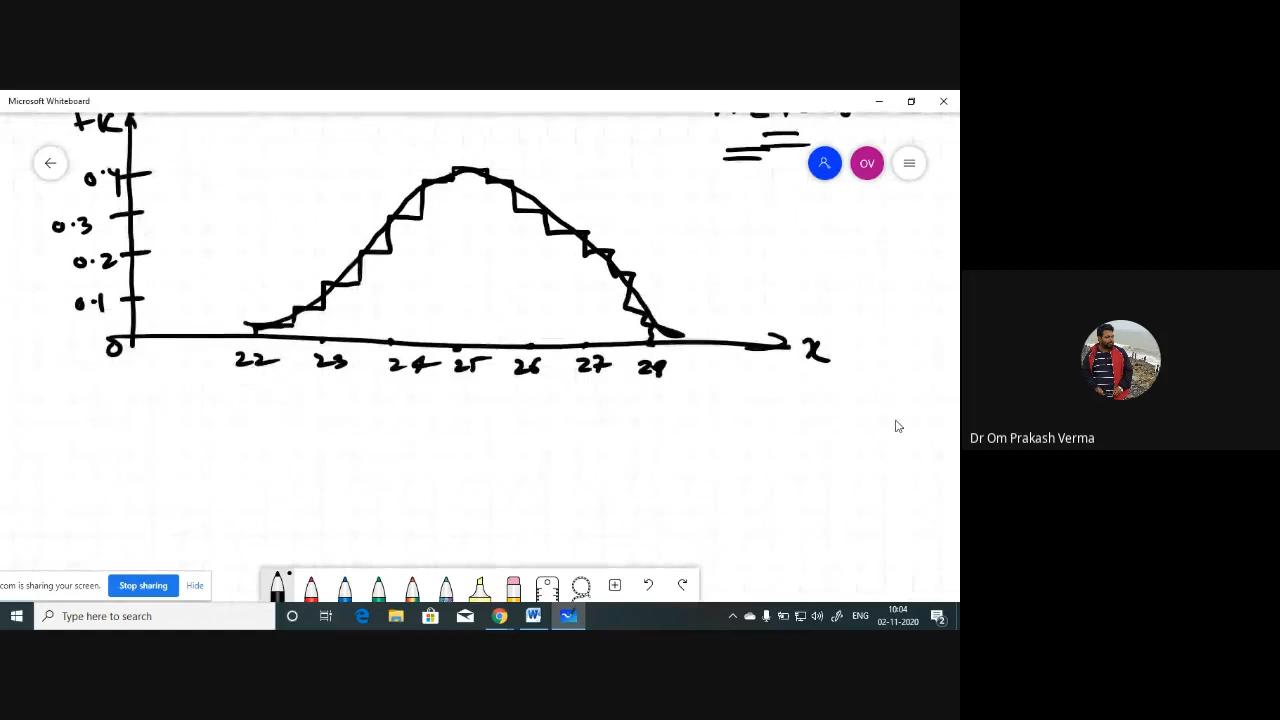 Microsoft Whiteboard
0.4
0.3
0.2
0.1
0
22 23 24 25 26 27 28
x
OV
Dr Om Prakash Verma
com is sharing your screen. Stop sharing Hide
Type here to search
ENG
10:04
02-11-2020
2